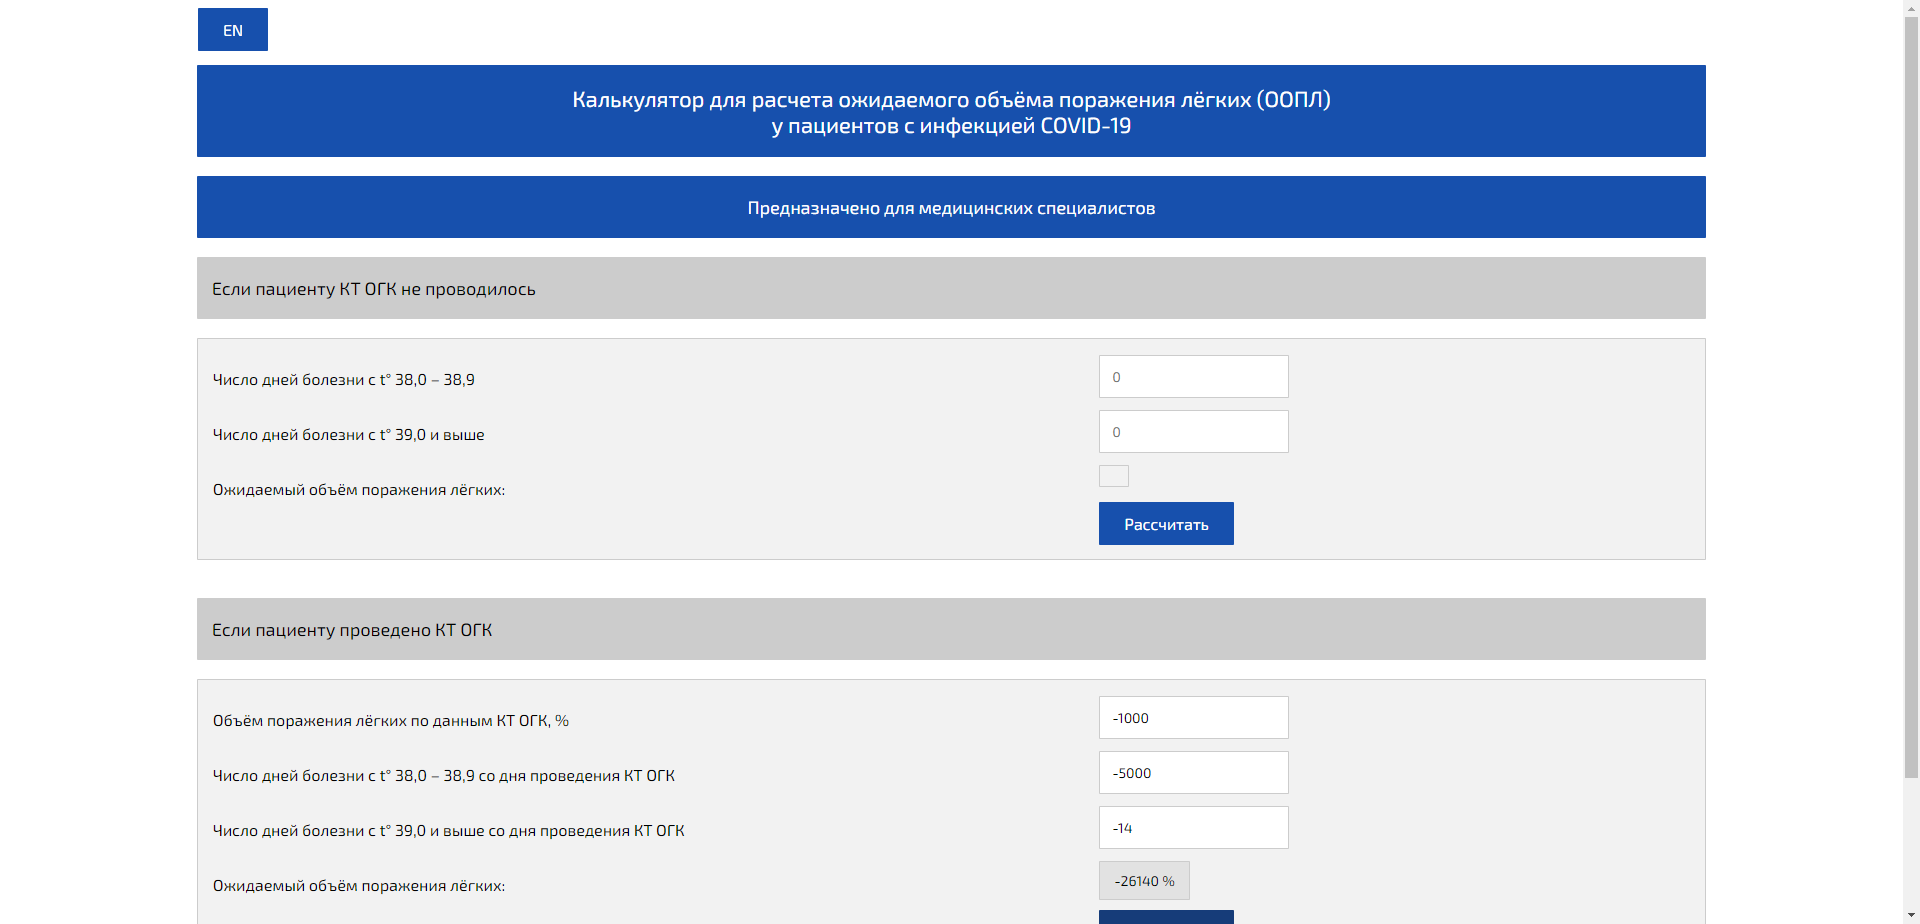 EN
Калькулятор для расчета ожидаемого объёма поражения лёгких (ООПЛ)
у пациентов с инфекцией COVID-19
Предназначено для медицинских специалистов
Если пациенту КТ ОГК не проводилось
Число дней болезни с t° 38,0 – 38,9
0
Число дней болезни с t° 39,0 и выше
0
Ожидаемый объём поражения лёгких:
Рассчитать
Если пациенту проведено КТ ОГК
Объём поражения лёгких по данным КТ ОГК, %
-1000
Число дней болезни с t° 38,0 – 38,9 со дня проведения КТ ОГК
-5000
Число дней болезни с t° 39,0 и выше со дня проведения КТ ОГК
-14
Ожидаемый объём поражения лёгких:
-26140 %